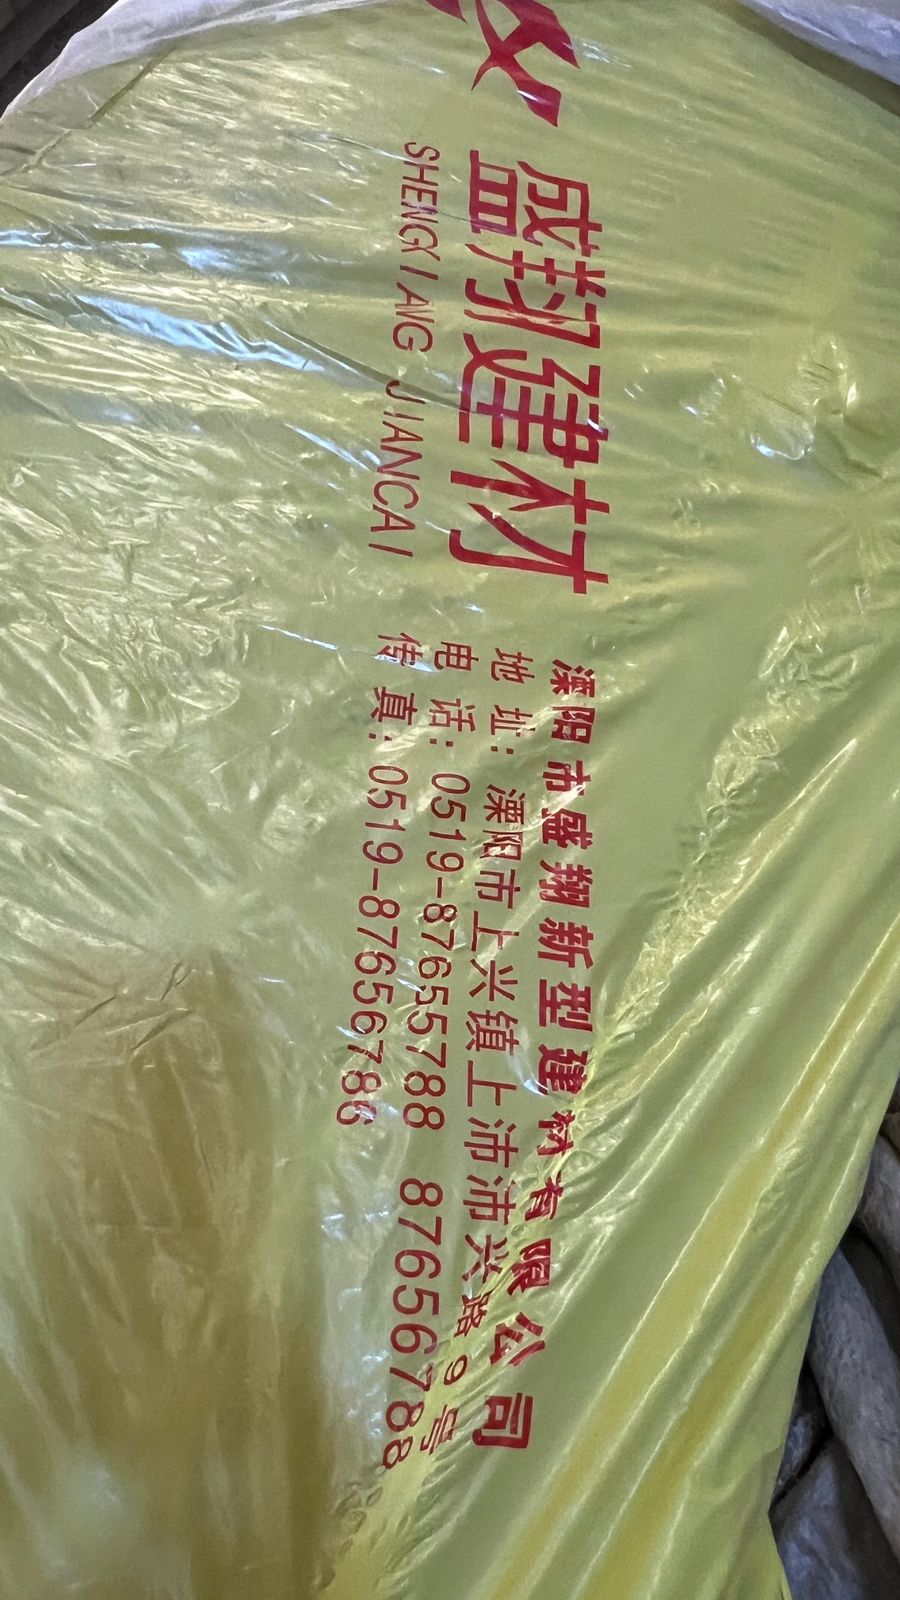 盛翔建材
SHENGXIANG JIANCAI
溧阳市盛翔新型建材有限公司
地 址：溧阳市上兴镇上沛沛兴路9号
电 话：0519-87655788 87656788
传 真：0519-87656786